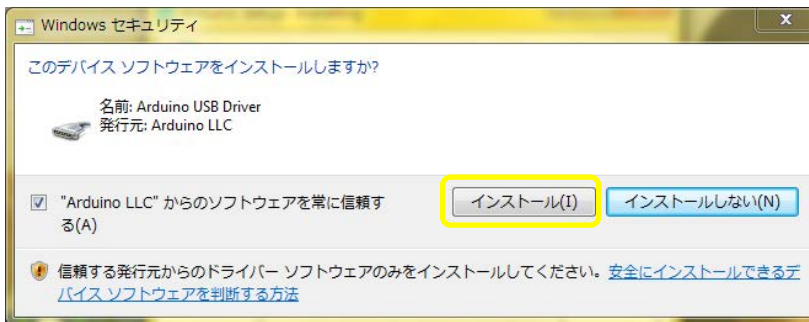 Windows セキュリティ
このデバイス ソフトウェアをインストールしますか?
名前: Arduino USB Driver
発行元: Arduino LLC
"Arduino LLC" からのソフトウェアを常に信頼す
る(A)
インストール(I)
インストールしない(N)
信頼する発行元からのドライバー ソフトウェアのみをインストールしてください。安全にインストールできるデ
バイス ソフトウェアを判断する方法